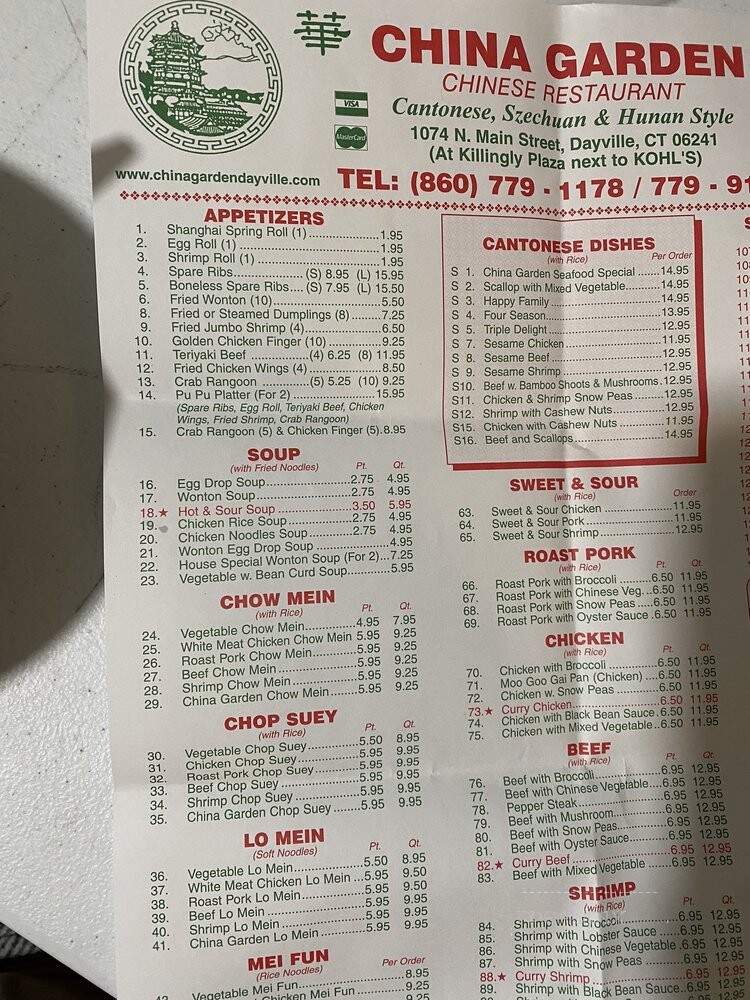 華
CHINA GARDEN
CHINESE RESTAURANT
VISA
MasterCard
Cantonese, Szechuan & Hunan Style
1074 N. Main Street, Dayville, CT 06241
(At Killingly Plaza next to KOHL'S)
www.chinagardendayville.com
TEL: (860) 779 - 1178 / 779 - 91
APPETIZERS
1. Shanghai Spring Roll (1) 1.95
2. Egg Roll (1) 1.95
3. Shrimp Roll (1) 1.95
4. Spare Ribs (S) 8.95 (L) 15.95
5. Boneless Spare Ribs (S) 7.95 (L) 15.50
6. Fried Wonton (10) 5.50
8. Fried or Steamed Dumplings (8) 7.25
9. Fried Jumbo Shrimp (4) 6.50
10. Golden Chicken Finger (10) 9.25
11. Teriyaki Beef (4) 6.25 (8) 11.95
12. Fried Chicken Wings (4) 8.50
13. Crab Rangoon (5) 5.25 (10) 9.25
14. Pu Pu Platter (For 2) 15.95
(Spare Ribs, Egg Roll, Teriyaki Beef, Chicken
Wings, Fried Shrimp, Crab Rangoon)
15. Crab Rangoon (5) & Chicken Finger (5). 8.95
SOUP
(with Fried Noodles) Pt. Qt.
16. Egg Drop Soup 2.75 4.95
17. Wonton Soup 2.75 4.95
18.★ Hot & Sour Soup 3.50 5.95
19. Chicken Rice Soup 2.75 4.95
20. Chicken Noodles Soup 2.75 4.95
21. Wonton Egg Drop Soup 4.95
22. House Special Wonton Soup (For 2) 7.25
23. Vegetable w. Bean Curd Soup 5.95
CHOW MEIN
(with Rice) Pt. Qt.
24. Vegetable Chow Mein 4.95 7.95
25. White Meat Chicken Chow Mein 5.95 9.25
26. Roast Pork Chow Mein 5.95 9.25
27. Beef Chow Mein 5.95 9.25
28. Shrimp Chow Mein 5.95 9.25
29. China Garden Chow Mein 5.95 9.25
CHOP SUEY
(with Rice) Pt. Qt.
30. Vegetable Chop Suey 5.50 8.95
31. Chicken Chop Suey 5.95 9.95
32. Roast Pork Chop Suey 5.95 9.95
33. Beef Chop Suey 5.95 9.95
34. Shrimp Chop Suey 5.95 9.95
35. China Garden Chop Suey 5.95 9.95
LO MEIN
(Soft Noodles) Pt. Qt.
36. Vegetable Lo Mein 5.50 8.95
37. White Meat Chicken Lo Mein 5.95 9.50
38. Roast Pork Lo Mein 5.95 9.50
39. Beef Lo Mein 5.95 9.95
40. Shrimp Lo Mein 5.95 9.95
41. China Garden Lo Mein 5.95 9.95
MEI FUN
(Rice Noodles) Per Order
Vegetable Mei Fun 8.95
Chicken Mei Fun 9.25
9.25
CANTONESE DISHES
(with Rice) Per Order
S 1. China Garden Seafood Special 14.95
S 2. Scallop with Mixed Vegetable 14.95
S 3. Happy Family 14.95
S 4. Four Season 13.95
S 5. Triple Delight 12.95
S 7. Sesame Chicken 11.95
S 8. Sesame Beef 12.95
S 9. Sesame Shrimp 12.95
S10. Beef w. Bamboo Shoots & Mushrooms. 12.95
S11. Chicken & Shrimp Snow Peas 12.95
S12. Shrimp with Cashew Nuts 12.95
S15. Chicken with Cashew Nuts 11.95
S16. Beef and Scallops 14.95
SWEET & SOUR
(with Rice) Order
63. Sweet & Sour Chicken 11.95
64. Sweet & Sour Pork 11.95
65. Sweet & Sour Shrimp 12.95
ROAST PORK
(with Rice) Pt. Qt.
66. Roast Pork with Broccoli 6.50 11.95
67. Roast Pork with Chinese Veg. 6.50 11.95
68. Roast Pork with Snow Peas 6.50 11.95
69. Roast Pork with Oyster Sauce 6.50 11.95
CHICKEN
(with Rice) Pt. Qt.
70. Chicken with Broccoli 6.50 11.95
71. Moo Goo Gai Pan (Chicken) 6.50 11.95
72. Chicken w. Snow Peas 6.50 11.95
73.★ Curry Chicken 6.50 11.95
74. Chicken with Black Bean Sauce 6.50 11.95
75. Chicken with Mixed Vegetable 6.50 11.95
BEEF
(with Rice) Pt. Qt.
76. Beef with Broccoli 6.95 12.95
77. Beef with Chinese Vegetable 6.95 12.95
78. Pepper Steak 6.95 12.95
79. Beef with Mushroom 6.95 12.95
80. Beef with Snow Peas 6.95 12.95
81. Beef with Oyster Sauce 6.95 12.95
82.★ Curry Beef 6.95 12.95
83. Beef with Mixed Vegetable 6.95 12.95
SHRIMP
(with Rice) Pt. Qt.
84. Shrimp with Broccoli 6.95 12.95
85. Shrimp with Lobster Sauce 6.95 12.95
86. Shrimp with Chinese Vegetable 6.95 12.95
87. Shrimp with Snow Peas 6.95 12.95
88.★ Curry Shrimp 6.95 12.95
89. Shrimp with Black Bean Sauce 6.95 12.95